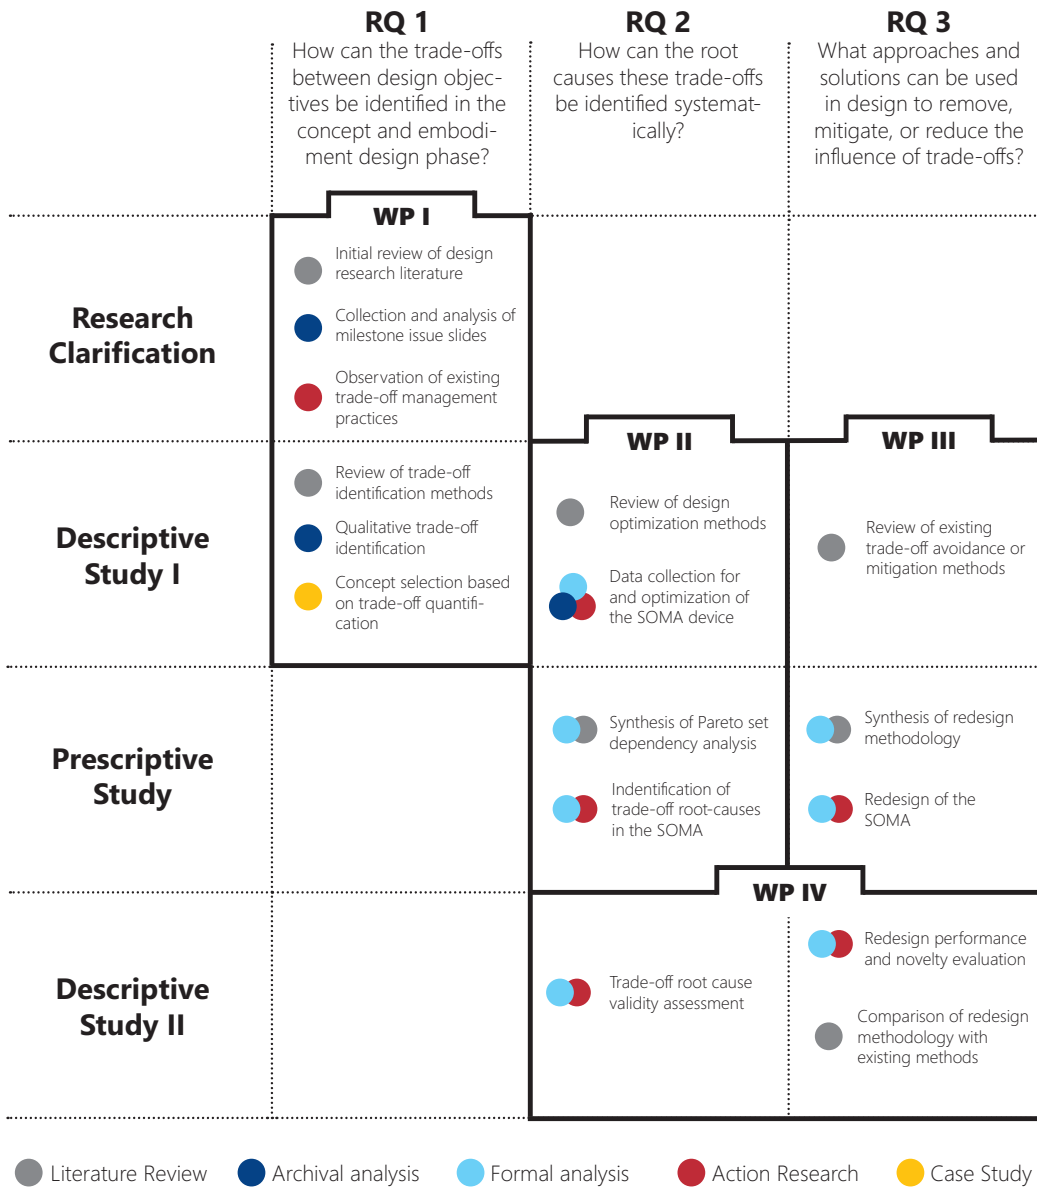 RQ 1
How can the trade-offs
between design objec-
tives be identified in the
concept and embodi-
ment design phase?
RQ 2
How can the root
causes these trade-offs
be identified systemat-
ically?
RQ 3
What approaches and
solutions can be used
in design to remove,
mitigate, or reduce the
influence of trade-offs?
Research
Clarification
WP I
Initial review of design
research literature
Collection and analysis of
milestone issue slides
Observation of existing
trade-off management
practices
Descriptive
Study I
Review of trade-off
identification methods
Qualitative trade-off
identification
Concept selection based
on trade-off quantifi-
cation
WP II
Review of design
optimization methods
Data collection for
and optimization of
the SOMA device
WP III
Review of existing
trade-off avoidance or
mitigation methods
Prescriptive
Study
Synthesis of Pareto set
dependency analysis
Indentification of
trade-off root-causes
in the SOMA
Synthesis of redesign
methodology
Redesign of the
SOMA
WP IV
Descriptive
Study II
Trade-off root cause
validity assessment
Redesign performance
and novelty evaluation
Comparison of redesign
methodology with
existing methods
Literature Review
Archival analysis
Formal analysis
Action Research
Case Study